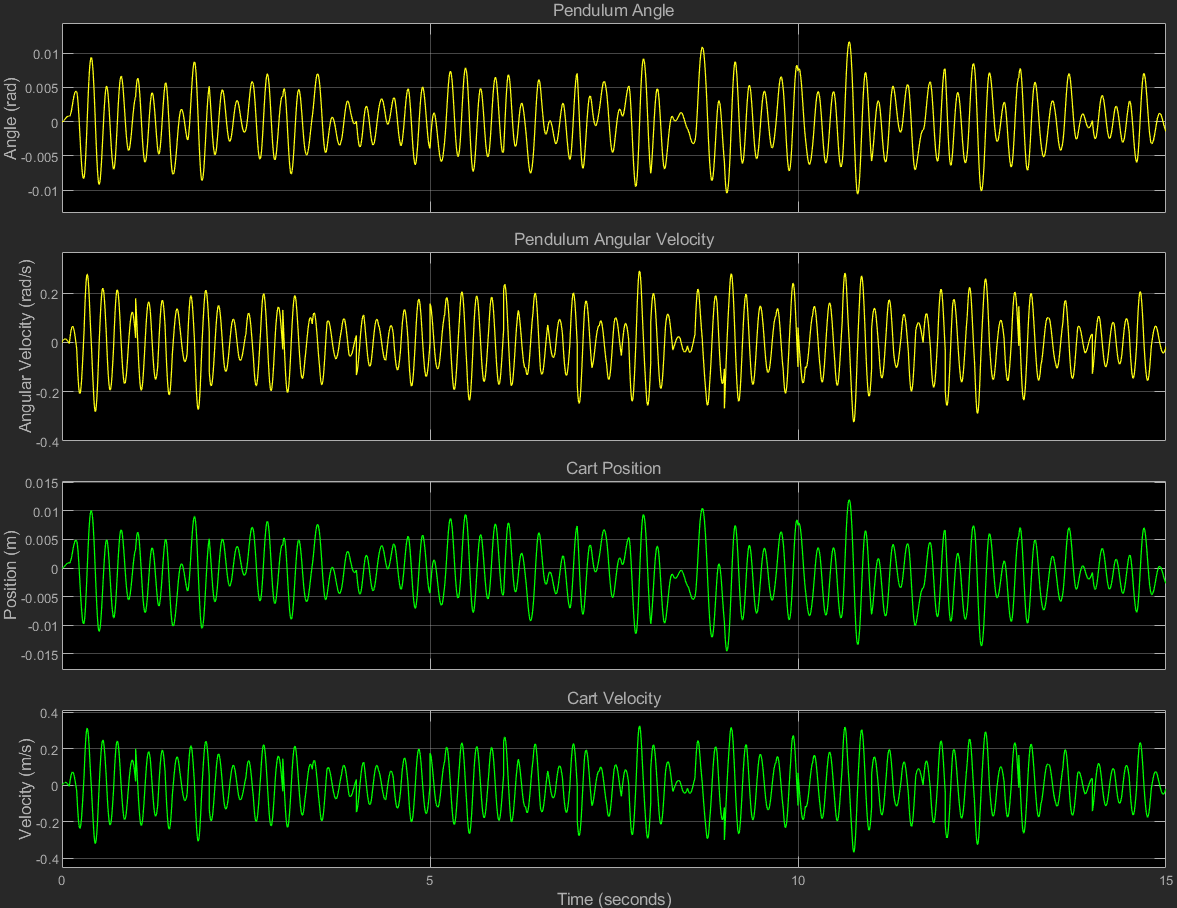 Pendulum Angle
Angle (rad)
0.01
0.005
0
-0.005
-0.01
Pendulum Angular Velocity
Angular Velocity (rad/s)
0.2
0
-0.2
-0.4
Cart Position
Position (m)
0.015
0.01
0.005
0
-0.005
-0.01
-0.015
Cart Velocity
Velocity (m/s)
0.4
0.2
0
-0.2
-0.4
0 5 10 15
Time (seconds)